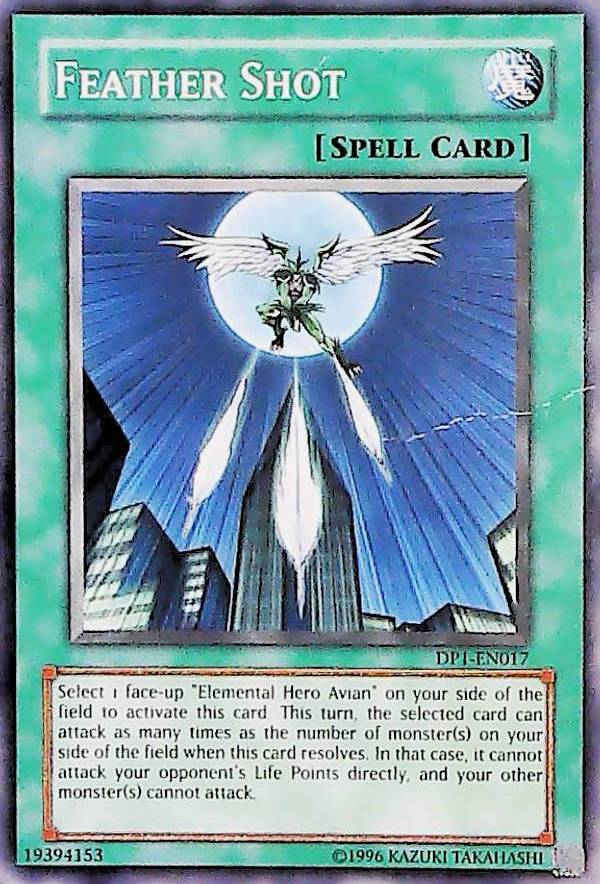 FEATHER SHOT
魔
[SPELL CARD]
DP1-EN017
Select 1 face-up "Elemental Hero Avian" on your side of the
field to activate this card. This turn, the selected card can
attack as many times as the number of monster(s) on your
side of the field when this card resolves. In that case, it cannot
attack your opponent's Life Points directly, and your other
monster(s) cannot attack.
19394153
©1996 KAZUKI TAKAHASHI